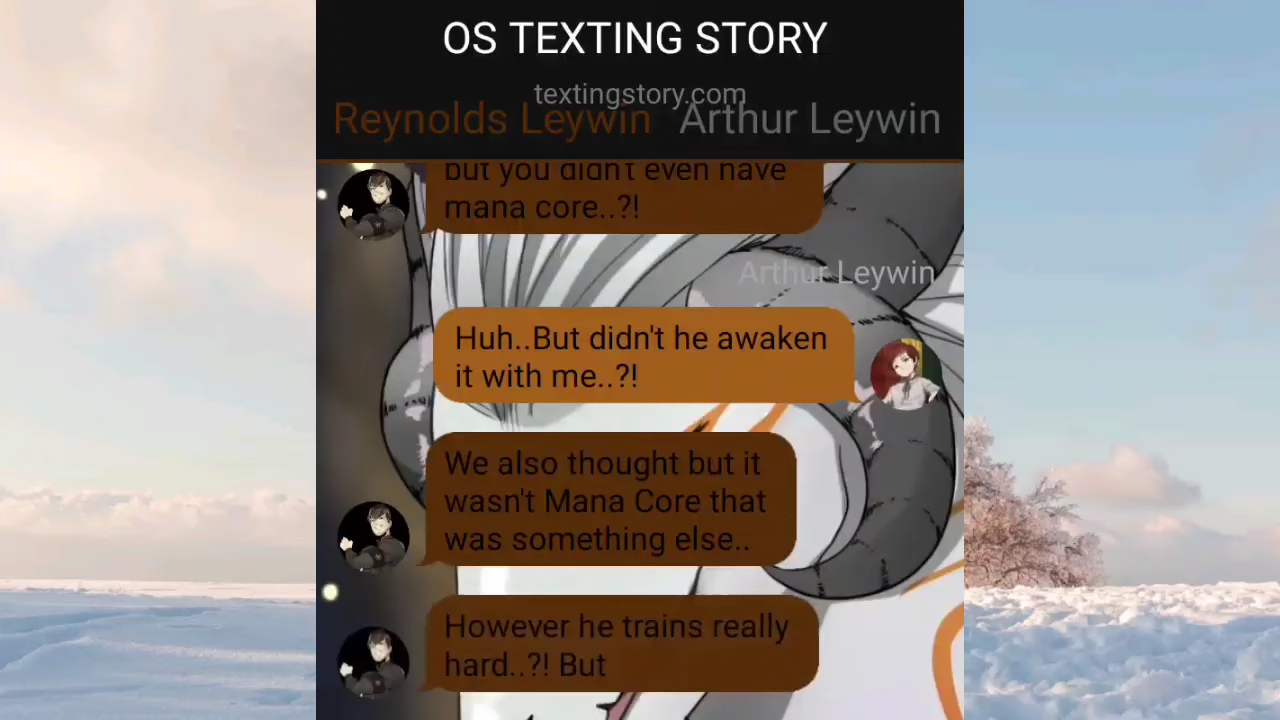 OS TEXTING STORY
textingstory.com
Reynolds Leywin Arthur Leywin
but you didn't even have
mana core..?!
Arthur Leywin
Huh..But didn't he awaken
it with me..?!
We also thought but it
wasn't Mana Core that
was something else..
However he trains really
hard..?! But